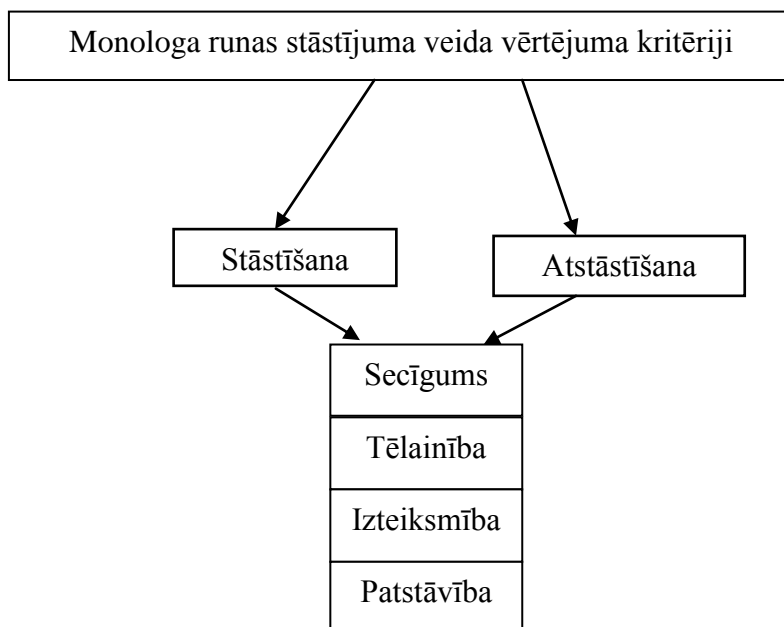 Monologa runas stāstījuma veida vērtējuma kritēriji
Stāstīšana
Atstāstīšana
Secīgums
Tēlainība
Izteiksmība
Patstāvība